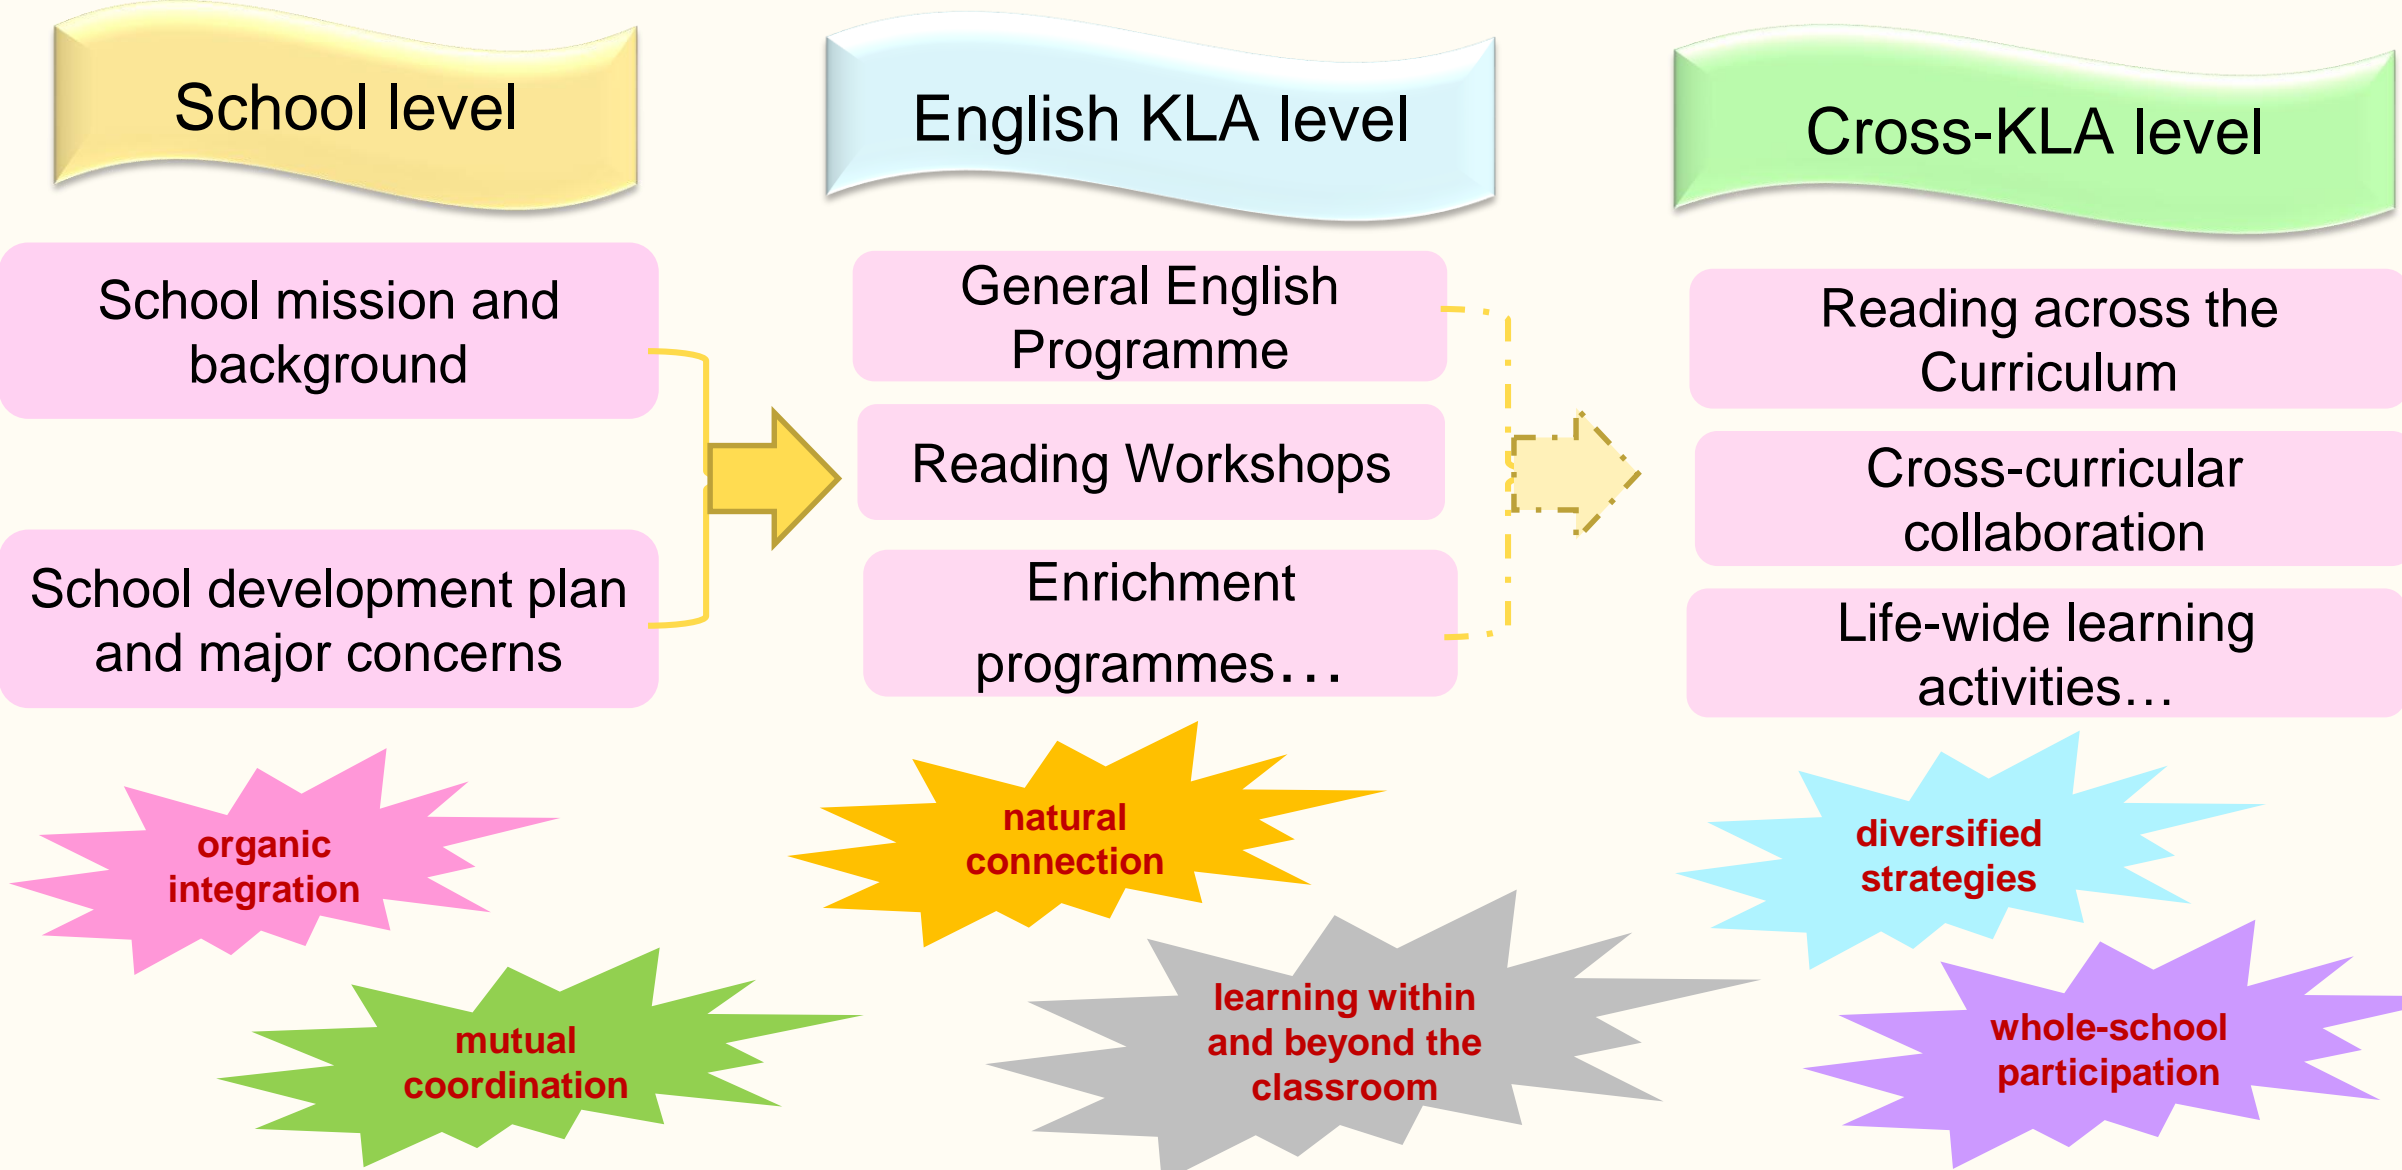 School level
English KLA level
Cross-KLA level
School mission and
background
School development plan
and major concerns
General English
Programme
Reading Workshops
Enrichment
programmes…
Reading across the
Curriculum
Cross-curricular
collaboration
Life-wide learning
activities…
organic
integration
mutual
coordination
natural
connection
learning within
and beyond the
classroom
diversified
strategies
whole-school
participation